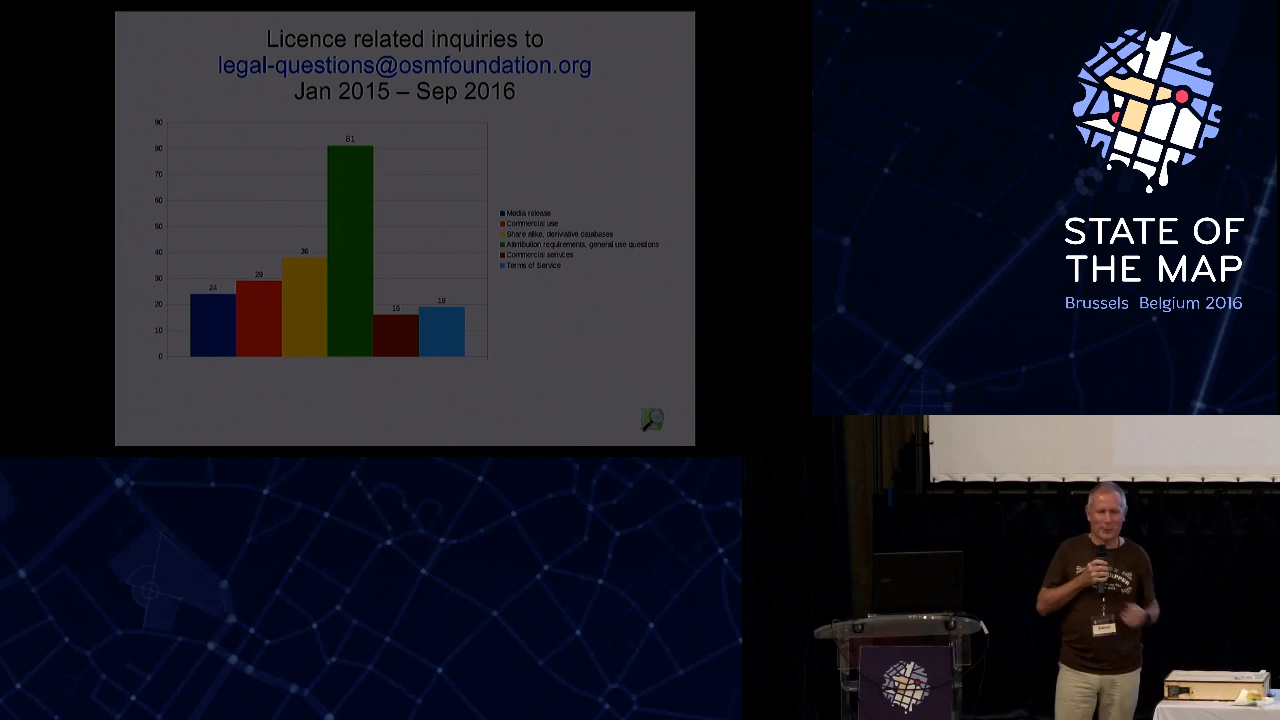 Licence related inquiries to
legal-questions@osmfoundation.org
Jan 2015 – Sep 2016
90
80
70
60
50
40
30
20
10
0
24
29
38
81
16
19
Media release
Commercial use
Share alike, deriviative databases
Attribution requirements, general use questions
Commercial serivces
Terms of Service
STATE OF
THE MAP
Brussels Belgium 2016